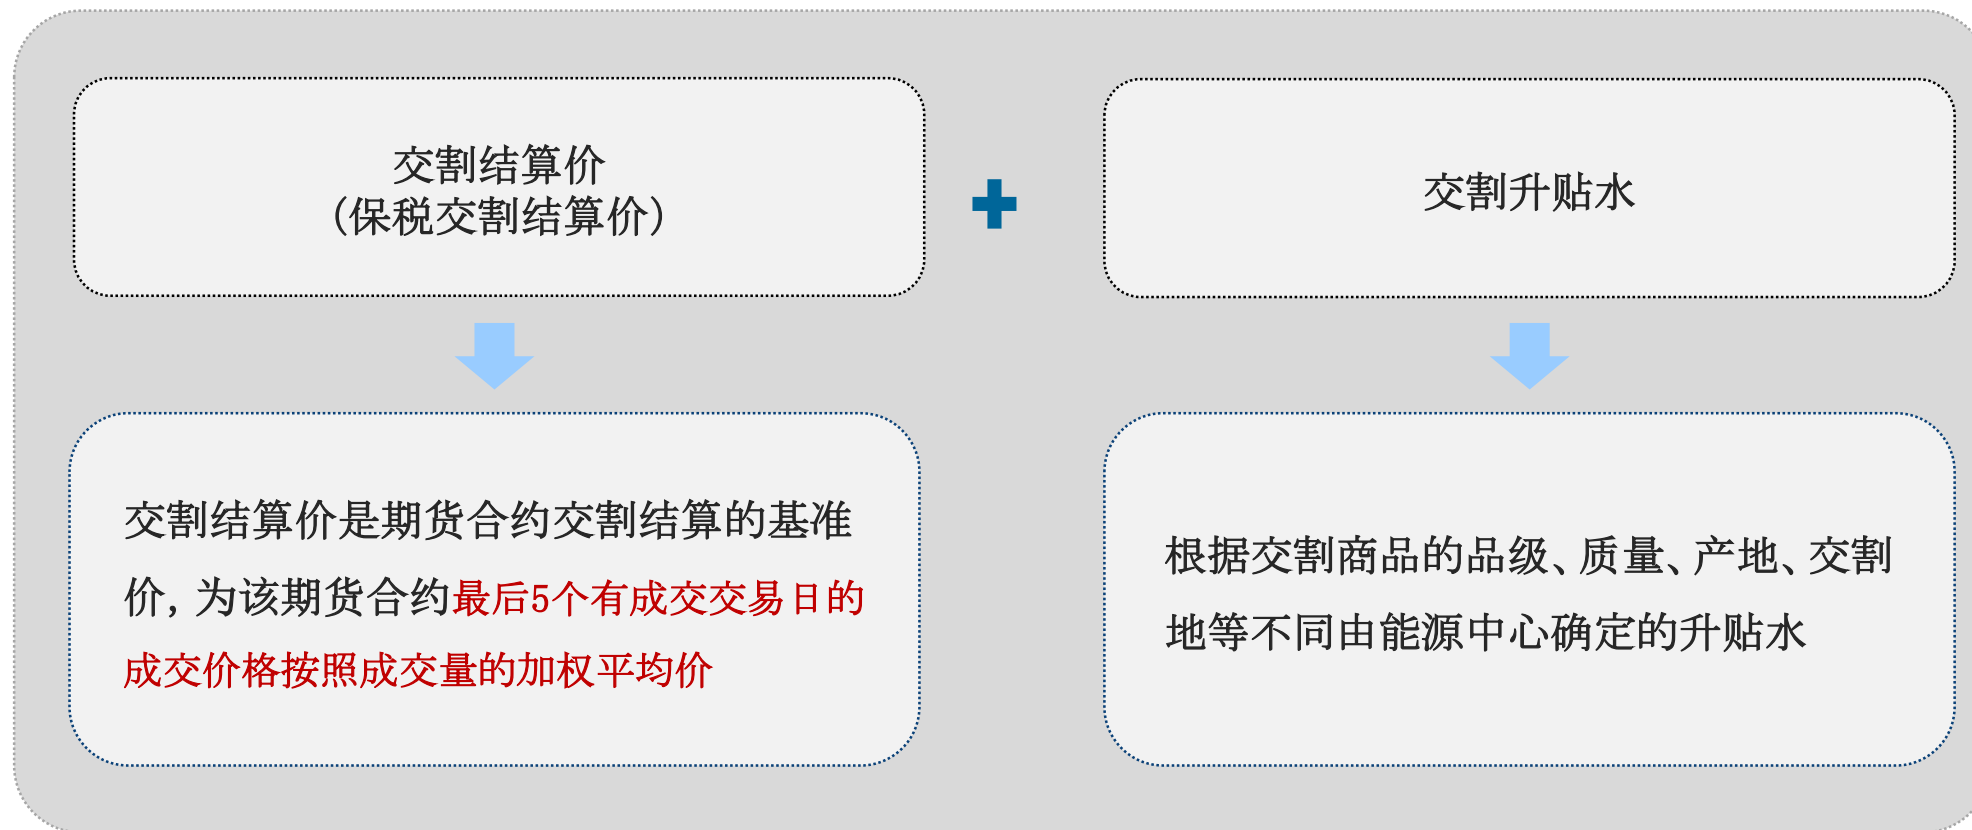 交割结算价
（保税交割结算价）
交割升贴水
交割结算价是期货合约交割结算的基准
价，为该期货合约最后5个有成交交易日的
成交价格按照成交量的加权平均价
根据交割商品的品级、质量、产地、交割
地等不同由能源中心确定的升贴水